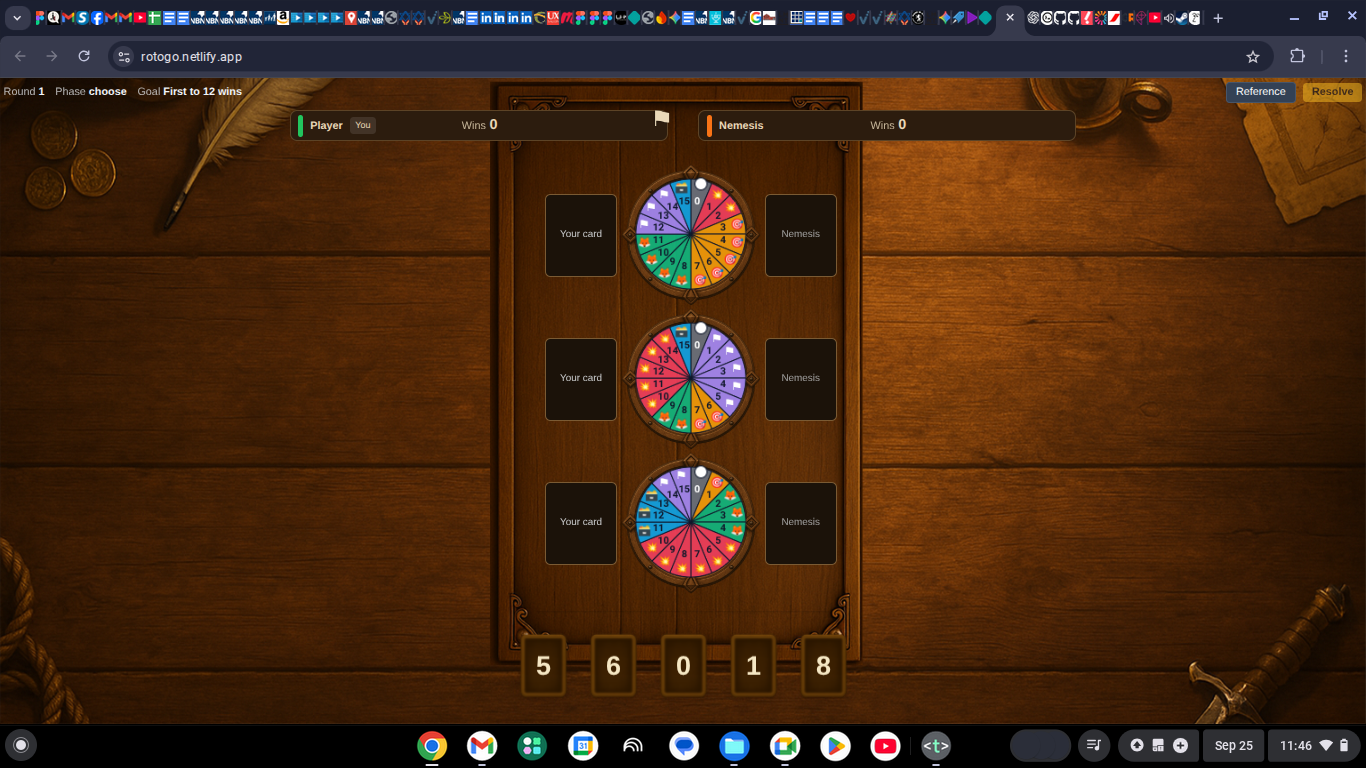 rotogo.netlify.app
Round 1 Phase choose Goal First to 12 wins
Reference
Resolve
Player You Wins 0
Nemesis Wins 0
Your card
0 1 2 3 4 5 6 7 8 9 10 11 12 13 14 15
Nemesis
Your card
0 1 2 3 4 5 6 7 8 9 10 11 12 13 14 15
Nemesis
Your card
0 1 2 3 4 5 6 7 8 9 10 11 12 13 14 15
Nemesis
5 6 0 1 8
31
<t>
Sep 25
11:46